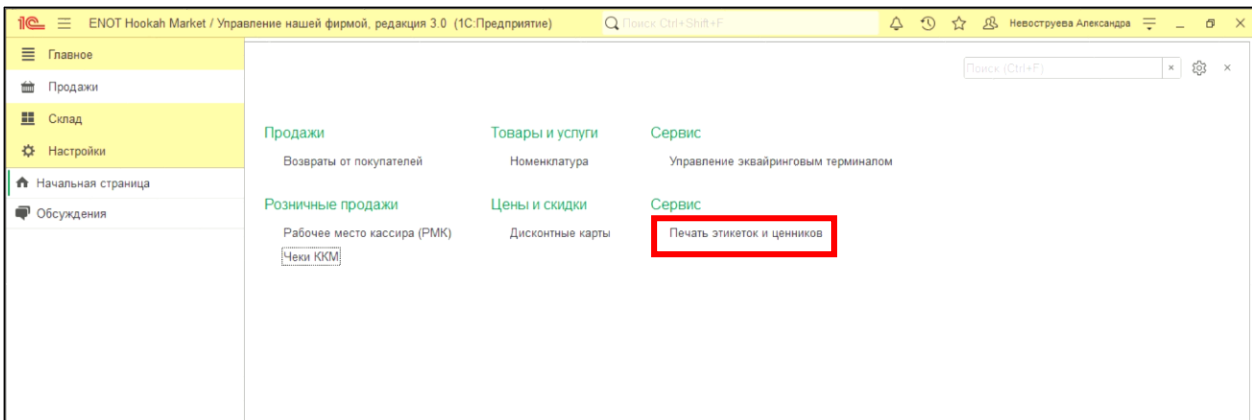 1С ENOT Hookah Market / Управление нашей фирмой, редакция 3.0 (1С:Предприятие) Поиск Ctrl+Shift+F Невоструева Александра
Главное
Продажи
Склад
Настройки
Начальная страница
Обсуждения
Поиск (Ctrl+F)
Продажи Товары и услуги Сервис
Возвраты от покупателей Номенклатура Управление эквайринговым терминалом
Розничные продажи Цены и скидки Сервис
Рабочее место кассира (РМК) Дисконтные карты Печать этикеток и ценников
Чеки ККМ